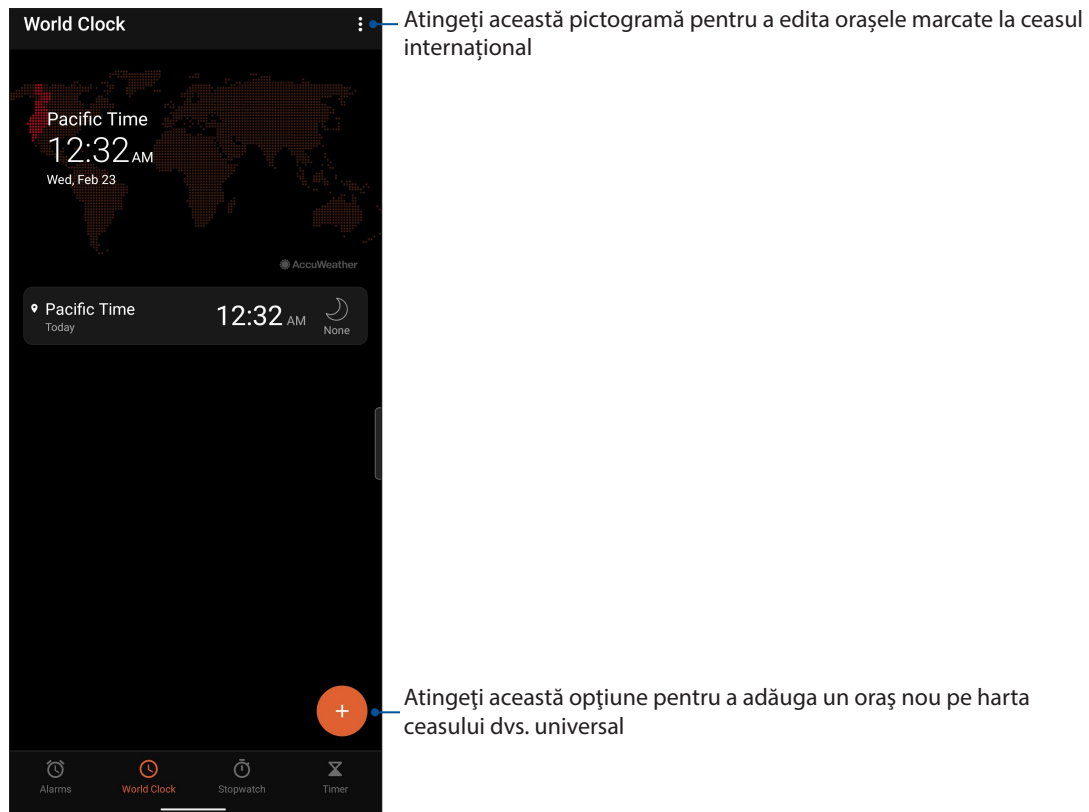 World Clock
Atingeți această pictogramă pentru a edita orașele marcate la ceasul
internațional
Pacific Time
12:32 AM
Wed, Feb 23
AccuWeather
Pacific Time
Today
12:32 AM
None
Atingeţi această opţiune pentru a adăuga un oraş nou pe harta
ceasului dvs. universal
Alarms
World Clock
Stopwatch
Timer